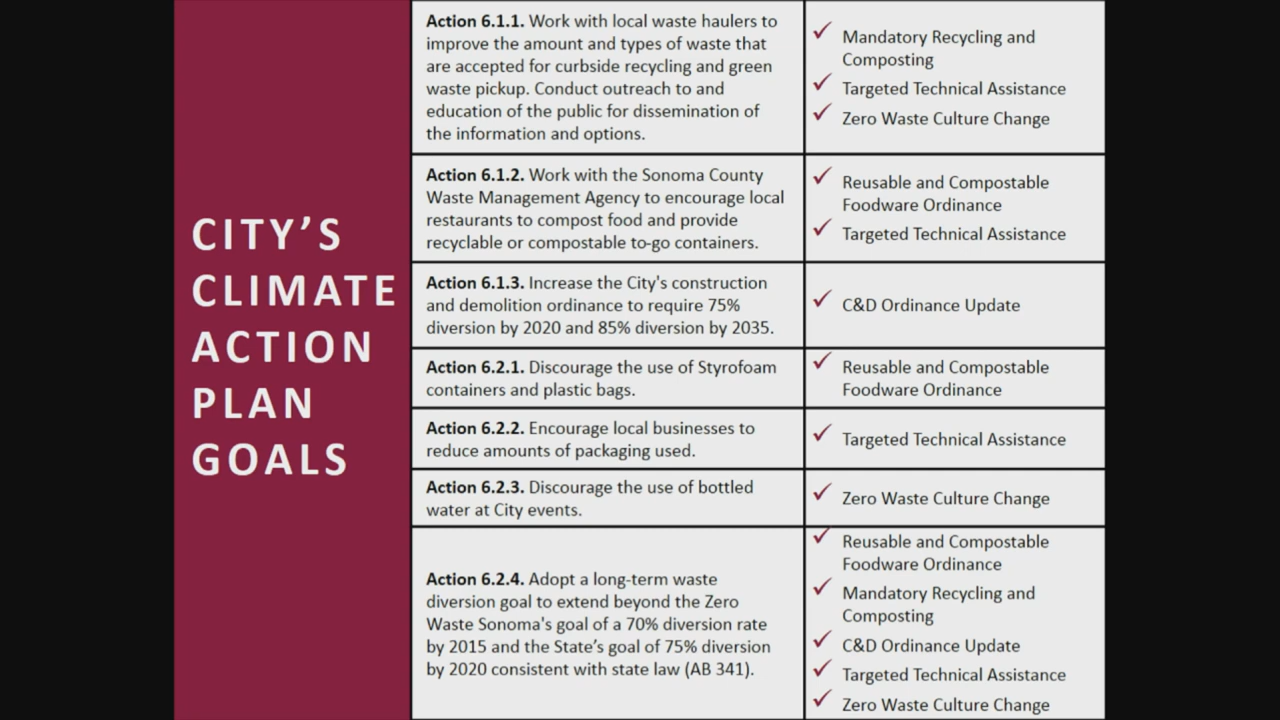 CITY'S
CLIMATE
ACTION
PLAN
GOALS
Action 6.1.1. Work with local waste haulers to
improve the amount and types of waste that
are accepted for curbside recycling and green
waste pickup. Conduct outreach to and
education of the public for dissemination of
the information and options.
✓ Mandatory Recycling and
Composting
✓ Targeted Technical Assistance
✓ Zero Waste Culture Change
Action 6.1.2. Work with the Sonoma County
Waste Management Agency to encourage local
restaurants to compost food and provide
recyclable or compostable to-go containers.
✓ Reusable and Compostable
Foodware Ordinance
✓ Targeted Technical Assistance
Action 6.1.3. Increase the City's construction
and demolition ordinance to require 75%
diversion by 2020 and 85% diversion by 2035.
✓ C&D Ordinance Update
Action 6.2.1. Discourage the use of Styrofoam
containers and plastic bags.
✓ Reusable and Compostable
Foodware Ordinance
Action 6.2.2. Encourage local businesses to
reduce amounts of packaging used.
✓ Targeted Technical Assistance
Action 6.2.3. Discourage the use of bottled
water at City events.
✓ Zero Waste Culture Change
Action 6.2.4. Adopt a long-term waste
diversion goal to extend beyond the Zero
Waste Sonoma's goal of a 70% diversion rate
by 2015 and the State's goal of 75% diversion
by 2020 consistent with state law (AB 341).
✓ Reusable and Compostable
Foodware Ordinance
✓ Mandatory Recycling and
Composting
✓ C&D Ordinance Update
✓ Targeted Technical Assistance
✓ Zero Waste Culture Change